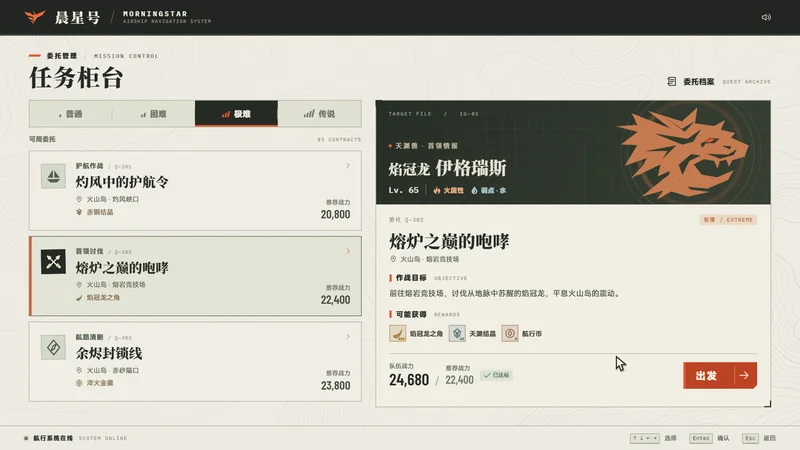 晨星号 / MORNINGSTAR
AIRSHIP NAVIGATION SYSTEM
委托管理 / MISSION CONTROL
任务柜台
委托档案 QUEST ARCHIVE
普通 困难 极难 传说
可用委托 03 CONTRACTS
护航作战 / Q-301
灼风中的护航令
火山岛 · 灼风峡口
赤钢结晶
推荐战力
20,800
首领讨伐 / Q-302
熔炉之巅的咆哮
火山岛 · 熔岩竞技场
焰冠龙之角
推荐战力
22,400
航路清剿 / Q-303
余烬封锁线
火山岛 · 赤砂隘口
淬火金徽
推荐战力
23,800
TARGET FILE / IG-01
天渊兽 · 首领情报
焰冠龙 伊格瑞斯
Lv. 65 火属性 弱点 · 水
委托 Q-302
极难 / EXTREME
熔炉之巅的咆哮
火山岛 · 熔岩竞技场
作战目标 OBJECTIVE
前往熔岩竞技场，讨伐从地脉中苏醒的焰冠龙，平息火山岛的震动。
可能获得 REWARDS
焰冠龙之角 天渊结晶 航行币
队伍战力 推荐战力
24,680 / 22,400 已达标
出发
航行系统在线 SYSTEM ONLINE
↑ ↓ ← → 选择 Enter 确认 Esc 返回